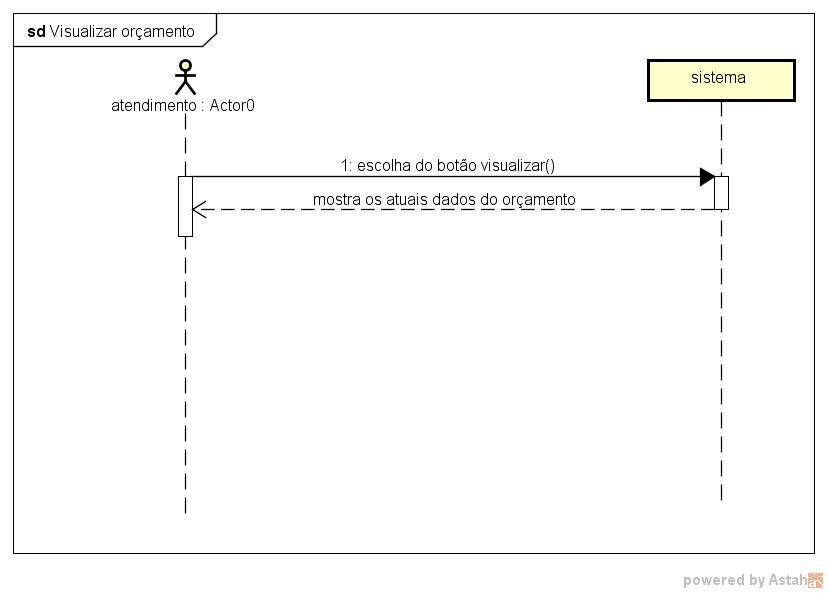 sd Visualizar orçamento
atendimento : Actor0
sistema
1: escolha do botão visualizar()
mostra os atuais dados do orçamento
powered by Astah